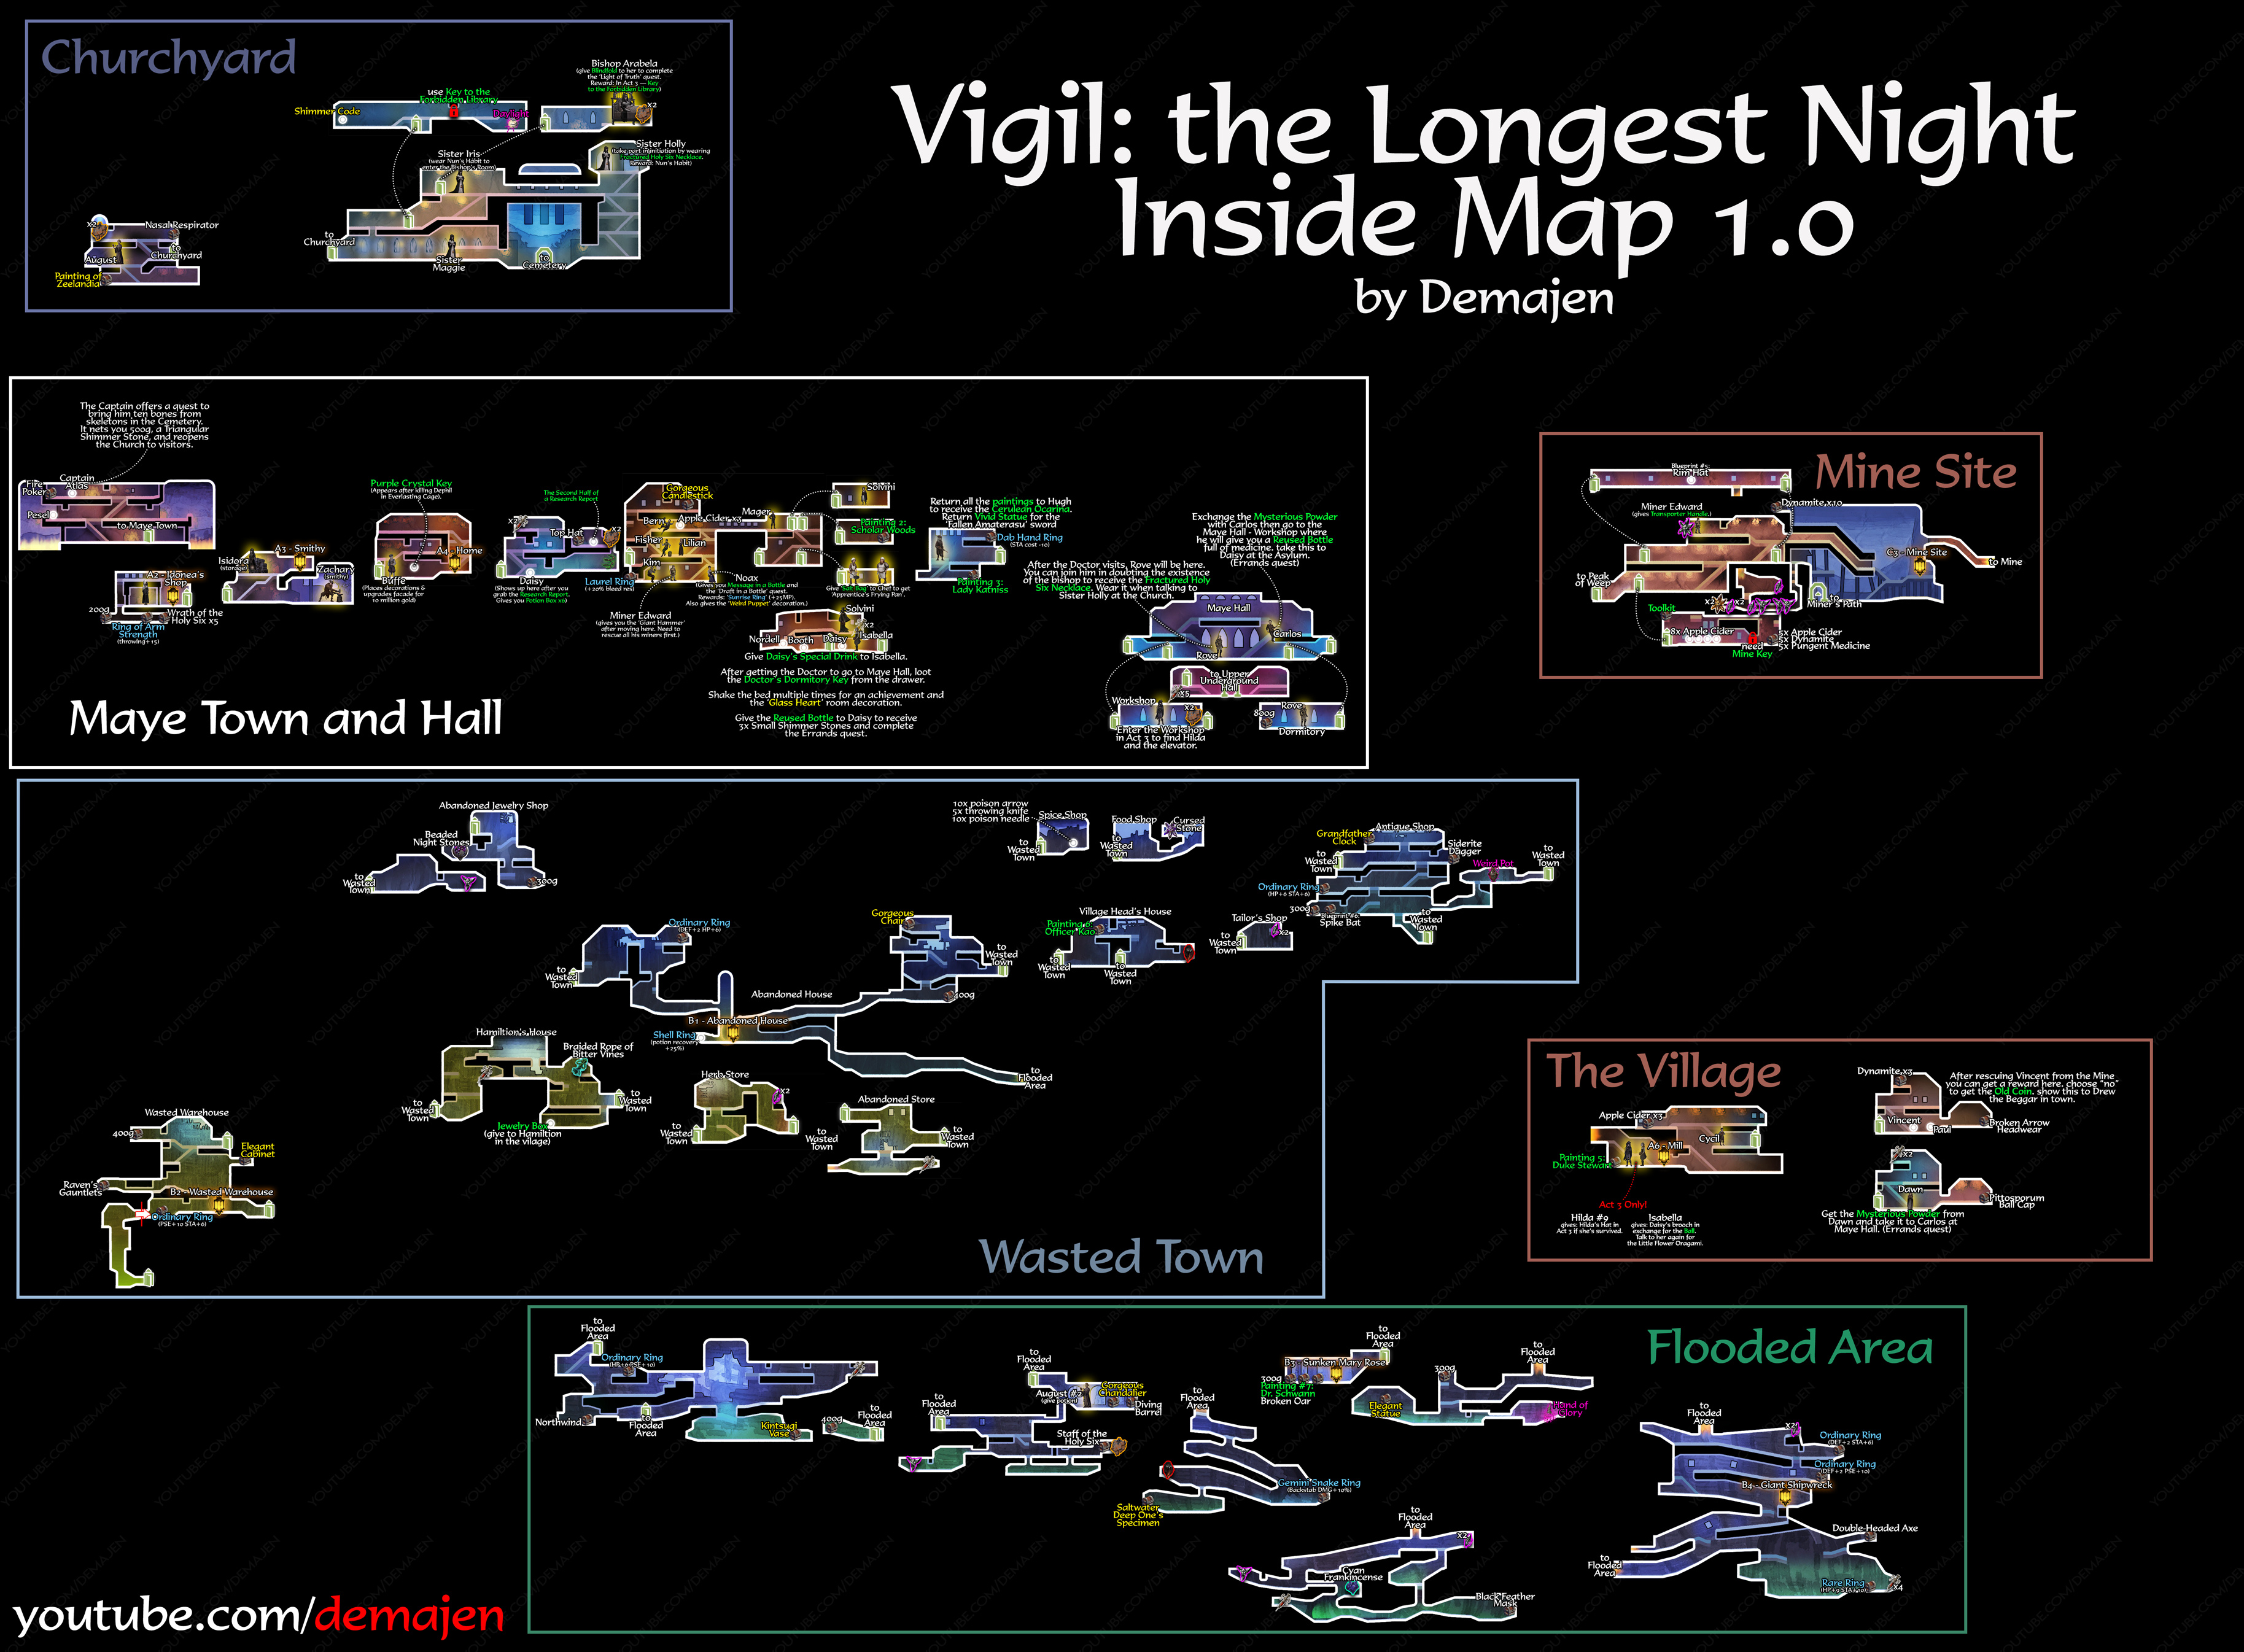 Vigil: the Longest Night
Inside Map 1.0
by Demajen
Churchyard
Shimmer Code
use Key to the
Forbidden Library
Daylight
Bishop Arabela
(give Blindfold to her to complete
the 'Light of Truth' quest.
Reward: In Act 3 — Key
to the Forbidden Library)
x2
Sister Iris
(wear Nun's Habit to
enter the Bishop's Room)
Sister Holly
(take part in initiation by wearing
Fractured Holy Six Necklace.
Reward: Nun's Habit)
to
Churchyard
Sister
Maggie
to
Cemetery
x2
Nasal Respirator
August
to
Churchyard
Painting of
Zeelandia
Maye Town and Hall
The Captain offers a quest to
bring him ten bones from
skeletons in the Cemetery.
It nets you 500g, a Triangular
Shimmer Stone, and reopens
the Church to visitors.
Fire
Poker
Captain
Atlas
Pesel
to Maye Town
A2 - Idonea's
Shop
200g
Wrath of the
Holy Six x5
Ring of Arm
Strength
(throwing+15)
Isidora
(storage)
A3 - Smithy
Zachary
(smithy)
Purple Crystal Key
(Appears after killing Dephil
in Everlasting Cage).
A4 - Home
Buffe
(Places decorations &
upgrades facade for
10 million gold)
The Second Half of
a Research Report
x2
Top Hat
x2
Daisy
(Shows up here after you
grab the Research Report.
Gives you Potion Box x6)
Laurel Ring
(+20% bleed res)
Gorgeous
Candlestick
Bern
Apple Cider x3
Mager
Fisher
Lilian
Kim
Noax
(Gives you Message in a Bottle and
the 'Draft in a Bottle' quest.
Rewards: 'Sunrise Ring' (+25MP).
Also gives the 'Weird Puppet' decoration.)
Miner Edward
(gives you the 'Giant Hammer'
after moving here. Need to
rescue all his miners first.)
Solvini
Painting 2:
Scholar Woods
Give 'Salt Bag' to Chef to get
'Apprentice's Frying Pan'.
Solvini
x2
Nordell
Booth
Daisy
Isabella
Give Daisy's Special Drink to Isabella.
After getting the Doctor to go to Maye Hall, loot
the Doctor's Dormitory Key from the drawer.
Shake the bed multiple times for an achievement and
the 'Glass Heart' room decoration.
Give the Reused Bottle to Daisy to receive
3x Small Shimmer Stones and complete
the Errands quest.
Return all the paintings to Hugh
to receive the Cerulean Ocarina.
Return Vivid Statue for the
'Fallen Amaterasu' sword
Dab Hand Ring
(STA cost -10)
Painting 3:
Lady Katniss
Exchange the Mysterious Powder
with Carlos then go to the
Maye Hall - Workshop where
he will give you a Reused Bottle
full of medicine. take this to
Daisy at the Asylum.
(Errands quest)
After the Doctor visits, Rove will be here.
You can join him in doubting the existence
of the bishop to receive the Fractured Holy
Six Necklace. Wear it when talking to
Sister Holly at the Church.
Maye Hall
Carlos
Rove
to Upper
Underground
Hall
x5
Workshop
x2
Enter the Workshop
in Act 3 to find Hilda
and the elevator.
Rove
800g
Dormitory
Mine Site
Blueprint #5:
Rim Hat
Miner Edward
(gives Transporter Handle.)
Dynamite x10
C3 - Mine Site
to Mine
to Peak
of Weep
x2
x2
to
Miner's Path
Toolkit
8x Apple Cider
need
Mine Key
5x Apple Cider
5x Dynamite
5x Pungent Medicine
Wasted Town
Abandoned Jewelry Shop
Beaded
Night Stones
to
Wasted
Town
300g
10x poison arrow
5x throwing knife
10x poison needle
Spice Shop
to
Wasted
Town
Food Shop
Cursed
Stone
to
Wasted
Town
Antique Shop
Grandfather
Clock
Siderite
Dagger
to
Wasted
Town
Weird Pot
to
Wasted
Town
Ordinary Ring
(HP+6 STA+6)
300g
Blueprint #6:
Spike Bat
to
Wasted
Town
Ordinary Ring
(DEF+2 HP+6)
to
Wasted
Town
Gorgeous
Chair
to
Wasted
Town
400g
Abandoned House
B1 - Abandoned House
Shell Ring
(potion recovery
+25%)
to
Flooded
Area
Village Head's House
Painting 6:
Officer Kao
to
Wasted
Town
to
Wasted
Town
Tailor's Shop
x2
to
Wasted
Town
Hamiltion's House
Braided Rope of
Bitter Vines
to
Wasted
Town
to
Wasted
Town
Jewelry Box
(give to Hamiltion
in the vilage)
Herb Store
x2
to
Wasted
Town
Abandoned Store
to
Wasted
Town
to
Wasted
Town
Wasted Warehouse
400g
Elegant
Cabinet
Raven's
Gauntlets
B2 - Wasted Warehouse
Ordinary Ring
(PSE+10 STA+6)
The Village
Apple Cider x3
Cycil
A6 - Mill
Painting 5:
Duke Stewart
Act 3 Only!
Hilda #9
gives: Hilda's Hat in
Act 3 if she's survived.
Isabella
gives: Daisy's brooch in
exchange for the Ball.
Talk to her again for
the Little Flower Oragami.
Dynamite x3
After rescuing Vincent from the Mine
you can get a reward here. choose "no"
to get the Old Coin. show this to Drew
the Beggar in town.
Vincent
Paul
Broken Arrow
Headwear
x2
Dawn
Pittosporum
Ball Cap
Get the Mysterious Powder from
Dawn and take it to Carlos at
Maye Hall. (Errands quest)
Flooded Area
to
Flooded
Area
Ordinary Ring
(HP+6 PSE+10)
Northwind
to
Flooded
Area
Kintsugi
Vase
400g
to
Flooded
Area
to
Flooded
Area
August #2
(give potion)
Gorgeous
Chandalier
Diving
Barrel
to
Flooded
Area
Staff of the
Holy Six
to
Flooded
Area
Gemini Snake Ring
(Backstab DMG+10%)
Saltwater
Deep One's
Specimen
to
Flooded
Area
B3 - Sunken Mary Rose
300g
Painting #7:
Dr. Schwann
Broken Oar
300g
to
Flooded
Area
Elegant
Statue
Hand of
Glory
to
Flooded
Area
x2
Cyan
Frankincense
Black Feather
Mask
to
Flooded
Area
x2
Ordinary Ring
(DEF+2 STA+6)
Ordinary Ring
(DEF+2 PSE+10)
B4 - Giant Shipwreck
Double-Headed Axe
to
Flooded
Area
Rare Ring
(HP+9 STA+10)
x4
youtube.com/demajen